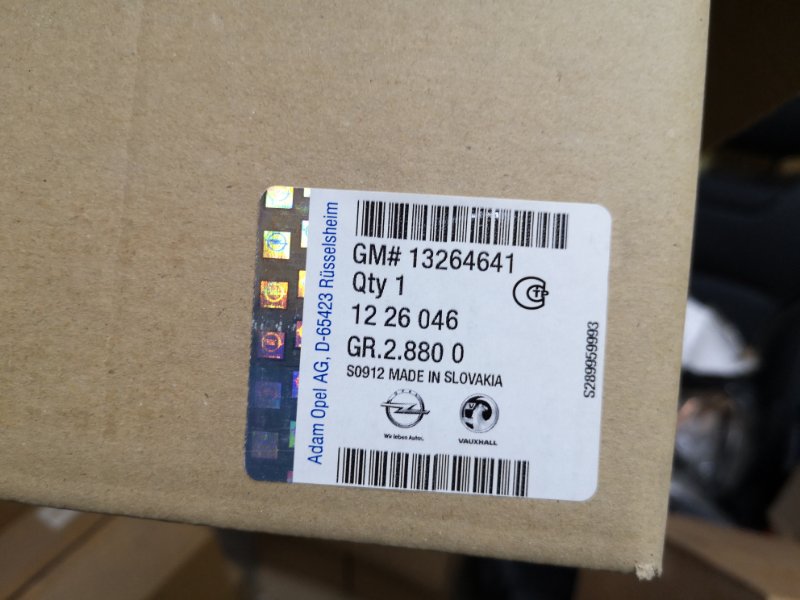 GM# 13264641
Qty 1
12 26 046
GR.2.880 0
S0912 MADE IN SLOVAKIA
OPEL
Wir leben Autos.
VAUXHALL
Adam Opel AG, D-65423 Rüsselsheim
S289959993